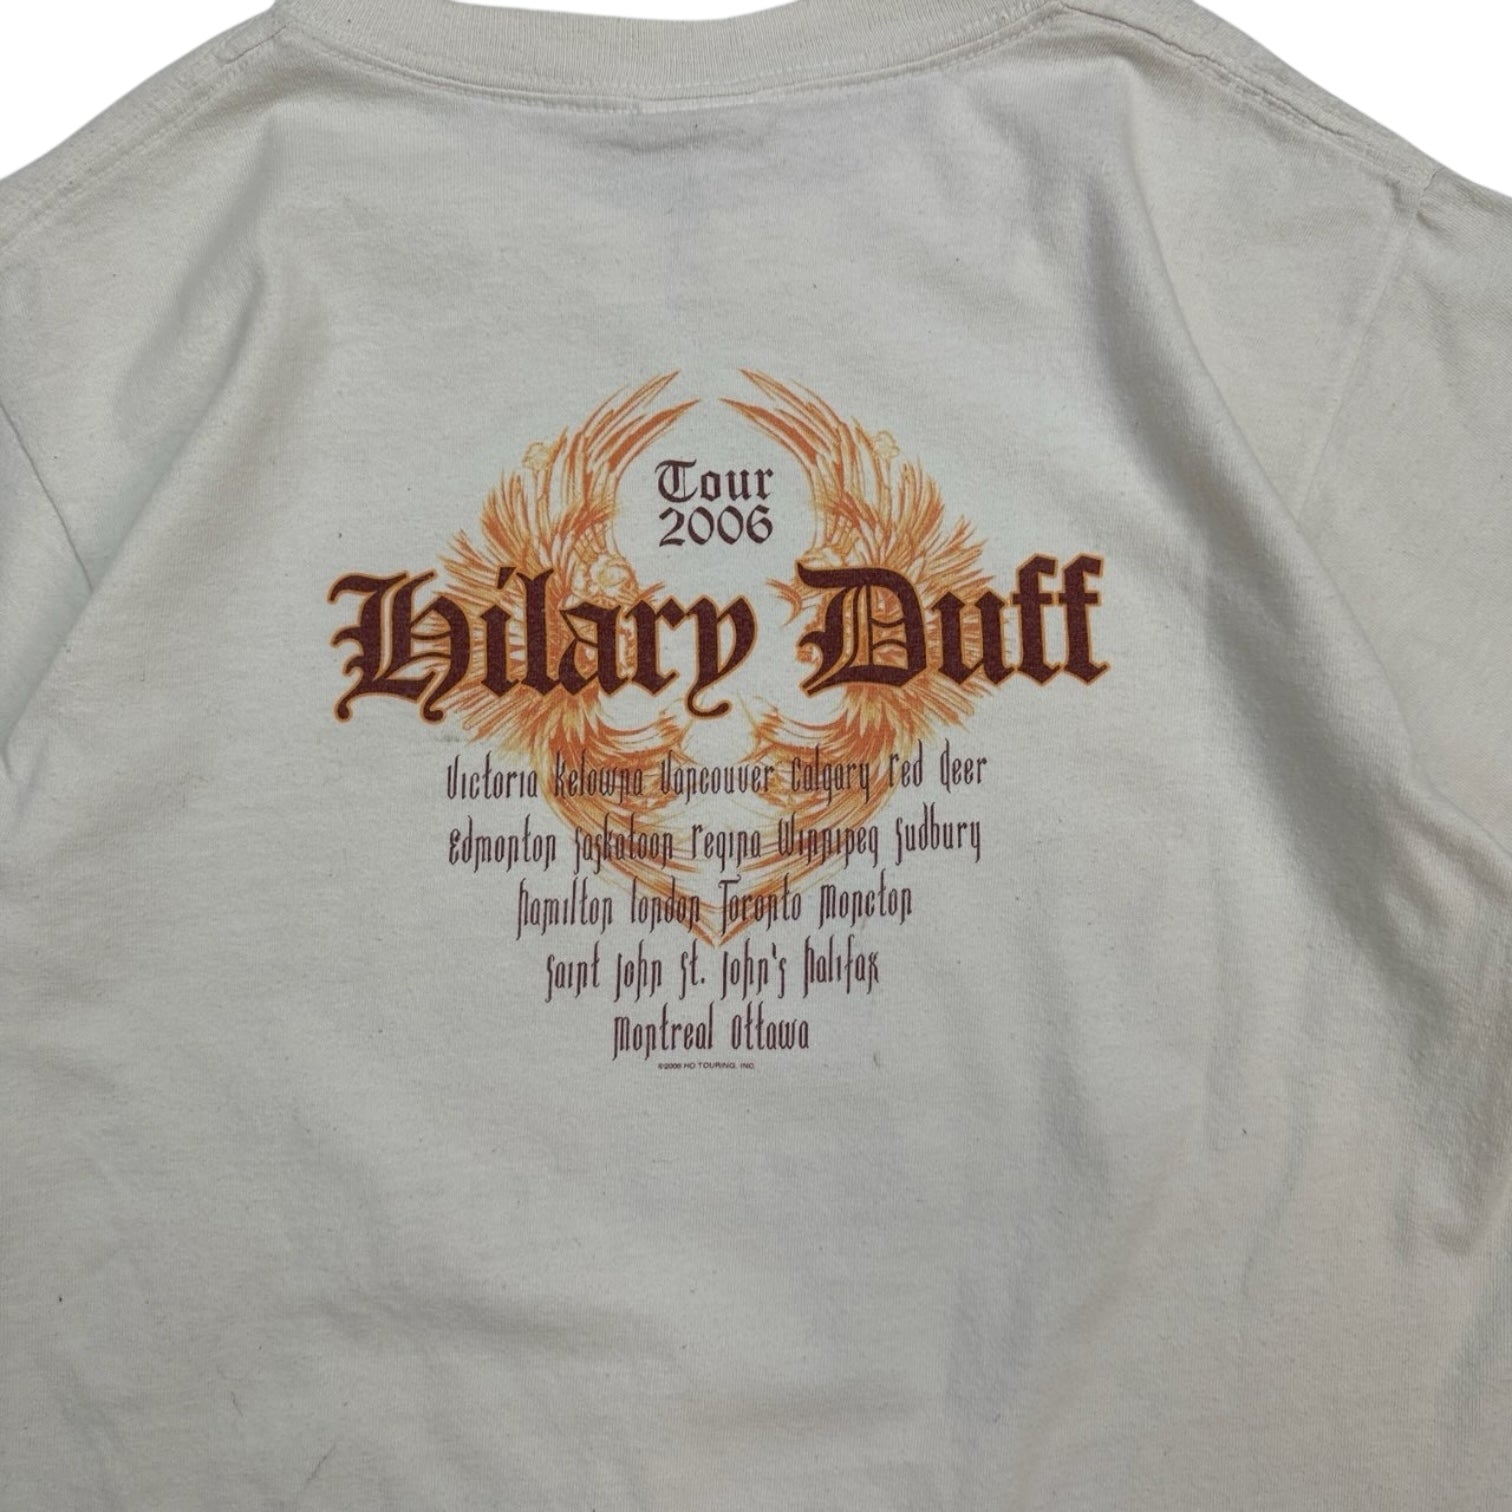 Tour
2006
Hilary Duff
Victoria Kelowna Vancouver Calgary Red Deer
Edmonton Saskatoon Regina Winnipeg Sudbury
Hamilton London Toronto Moncton
Saint John St. John's Halifax
Montreal Ottawa
©2006 HD TOURING, INC.